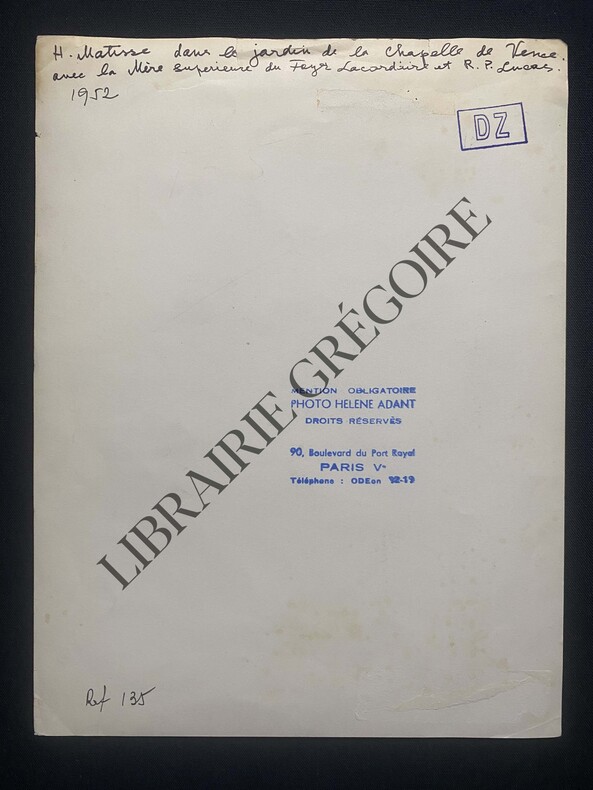 H. Matisse dans le jardin de la chapelle de Vence.
avec la Mère supérieure du Foyer Lacordaire et R. P. Lucas.
1952
DZ
LIBRAIRIE GRÉGOIRE
MENTION OBLIGATOIRE
PHOTO HELENE ADANT
DROITS RÉSERVÉS
90, Boulevard du Port Royal
PARIS Ve
Téléphone : ODEon 92-19
Ref 135